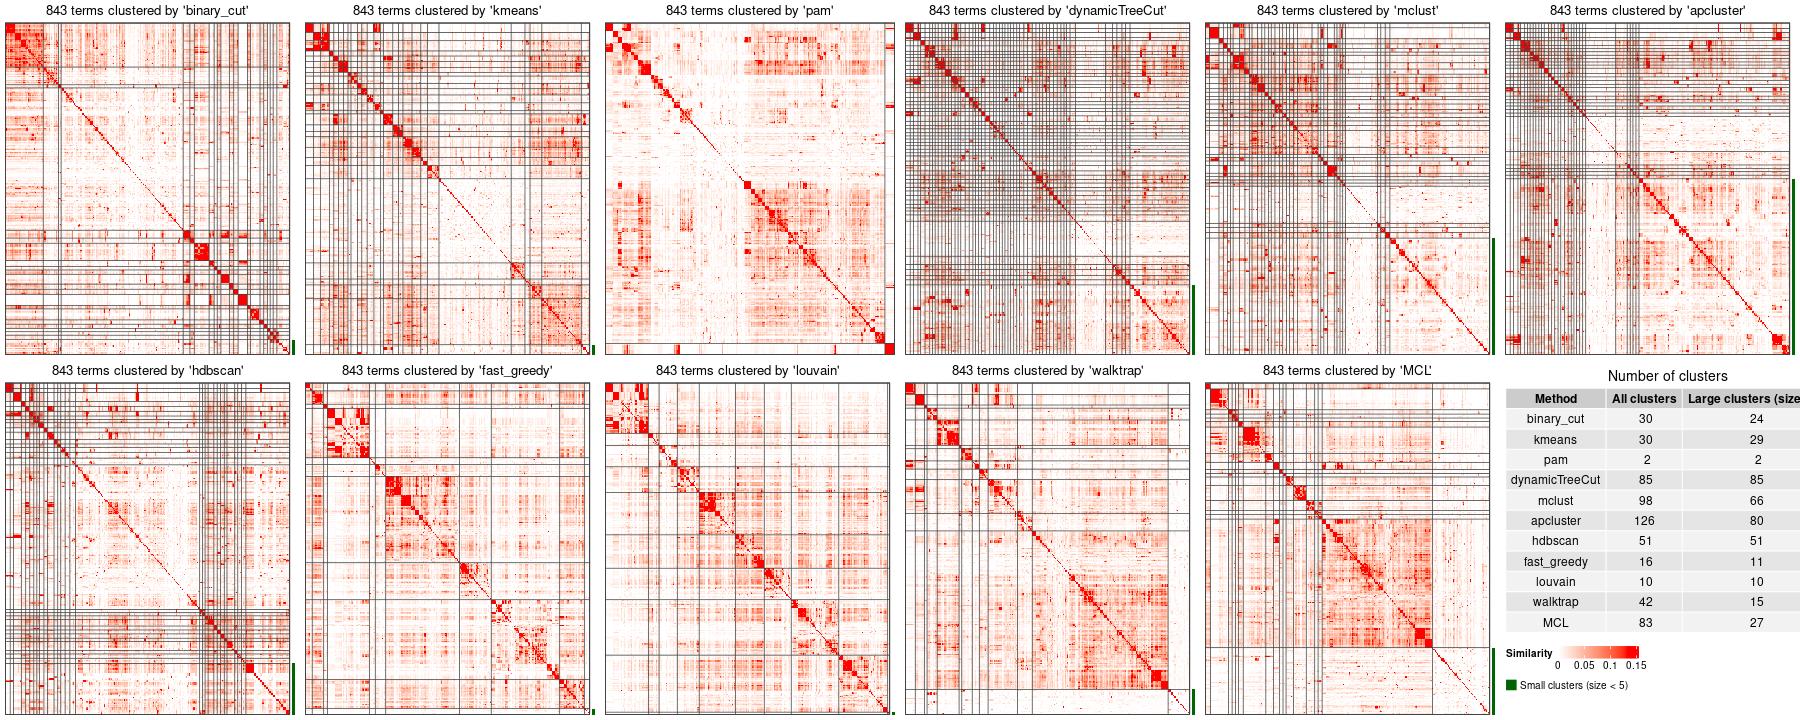 843 terms clustered by 'binary_cut'
843 terms clustered by 'kmeans'
843 terms clustered by 'pam'
843 terms clustered by 'dynamicTreeCut'
843 terms clustered by 'mclust'
843 terms clustered by 'apcluster'
843 terms clustered by 'hdbscan'
843 terms clustered by 'fast_greedy'
843 terms clustered by 'louvain'
843 terms clustered by 'walktrap'
843 terms clustered by 'MCL'
Number of clusters
Method All clusters Large clusters (size
binary_cut 30 24
kmeans 30 29
pam 2 2
dynamicTreeCut 85 85
mclust 98 66
apcluster 126 80
hdbscan 51 51
fast_greedy 16 11
louvain 10 10
walktrap 42 15
MCL 83 27
Similarity
0 0.05 0.1 0.15
Small clusters (size < 5)